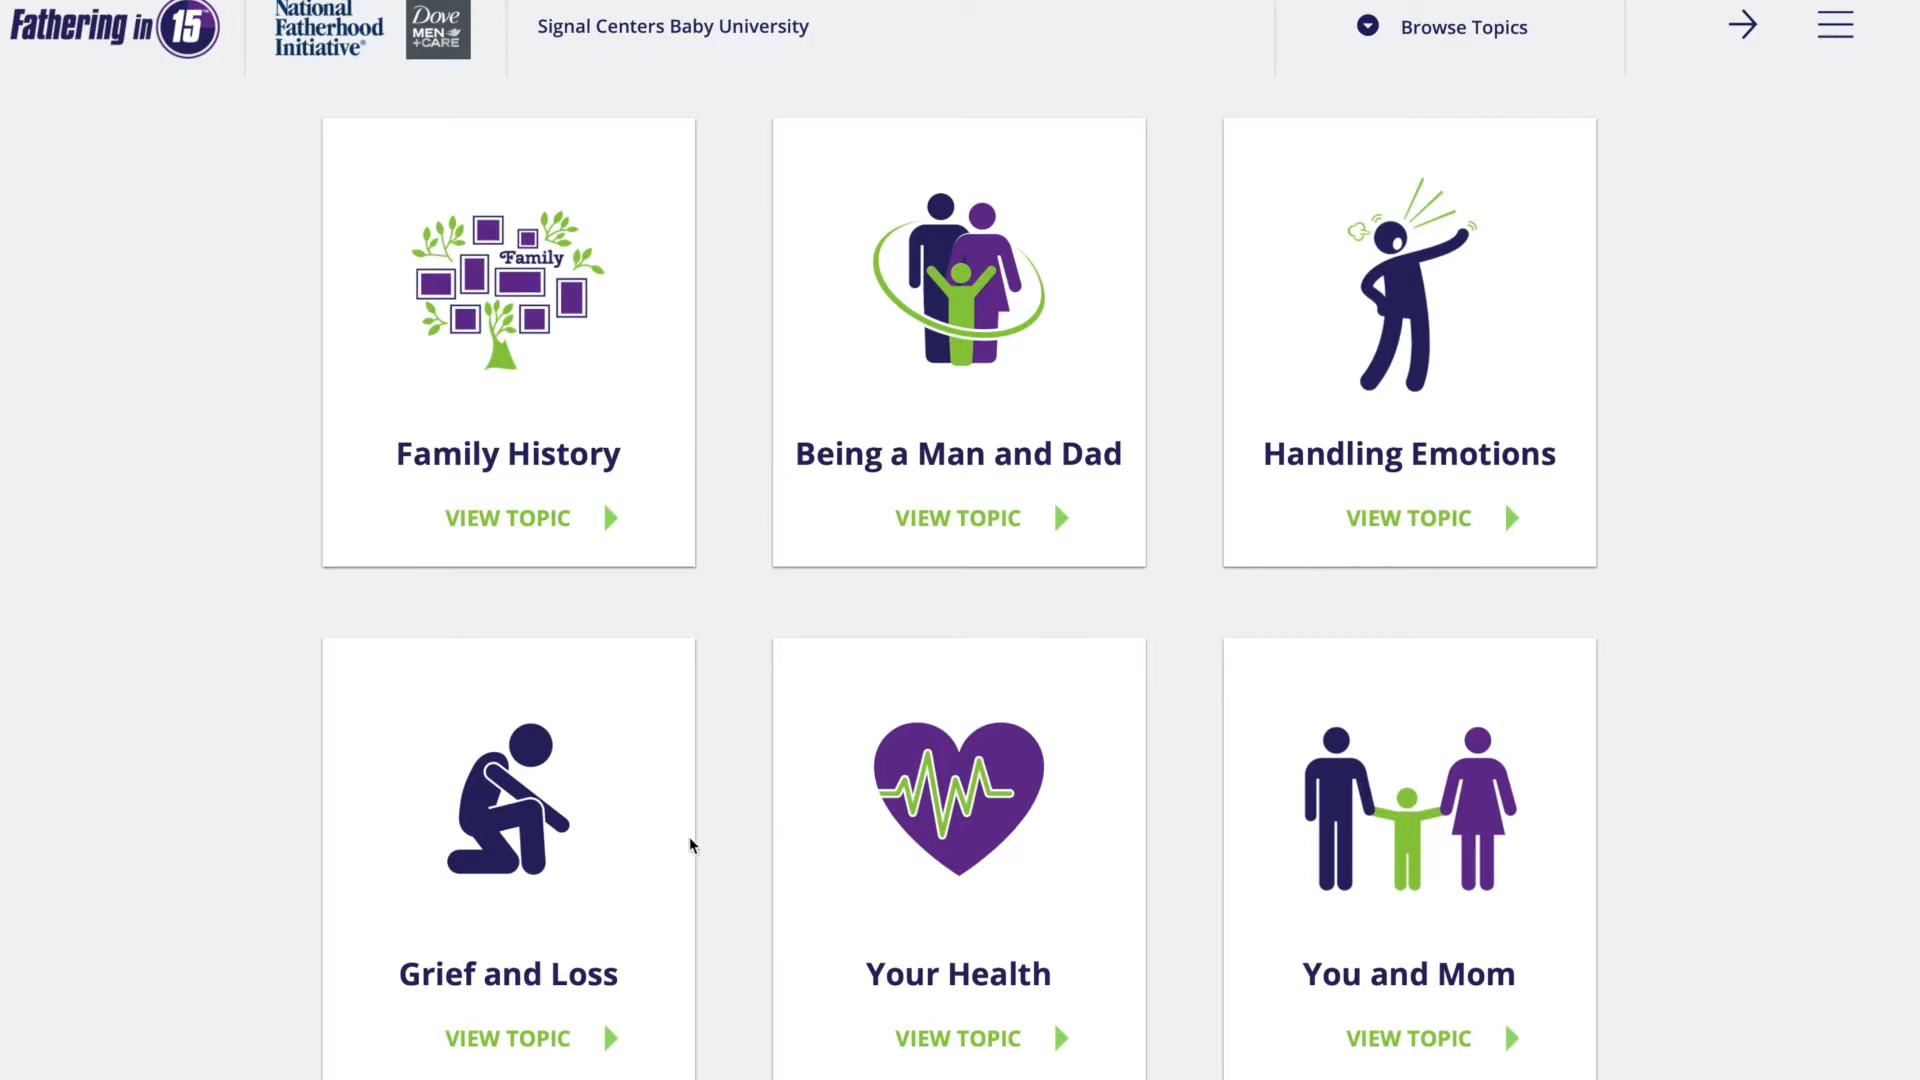 Fathering in 15
National
Fatherhood
Initiative®
Dove
MEN
+CARE
Signal Centers Baby University
Browse Topics
Family
Family History
Being a Man and Dad
Handling Emotions
VIEW TOPIC
VIEW TOPIC
VIEW TOPIC
Grief and Loss
Your Health
You and Mom
VIEW TOPIC
VIEW TOPIC
VIEW TOPIC